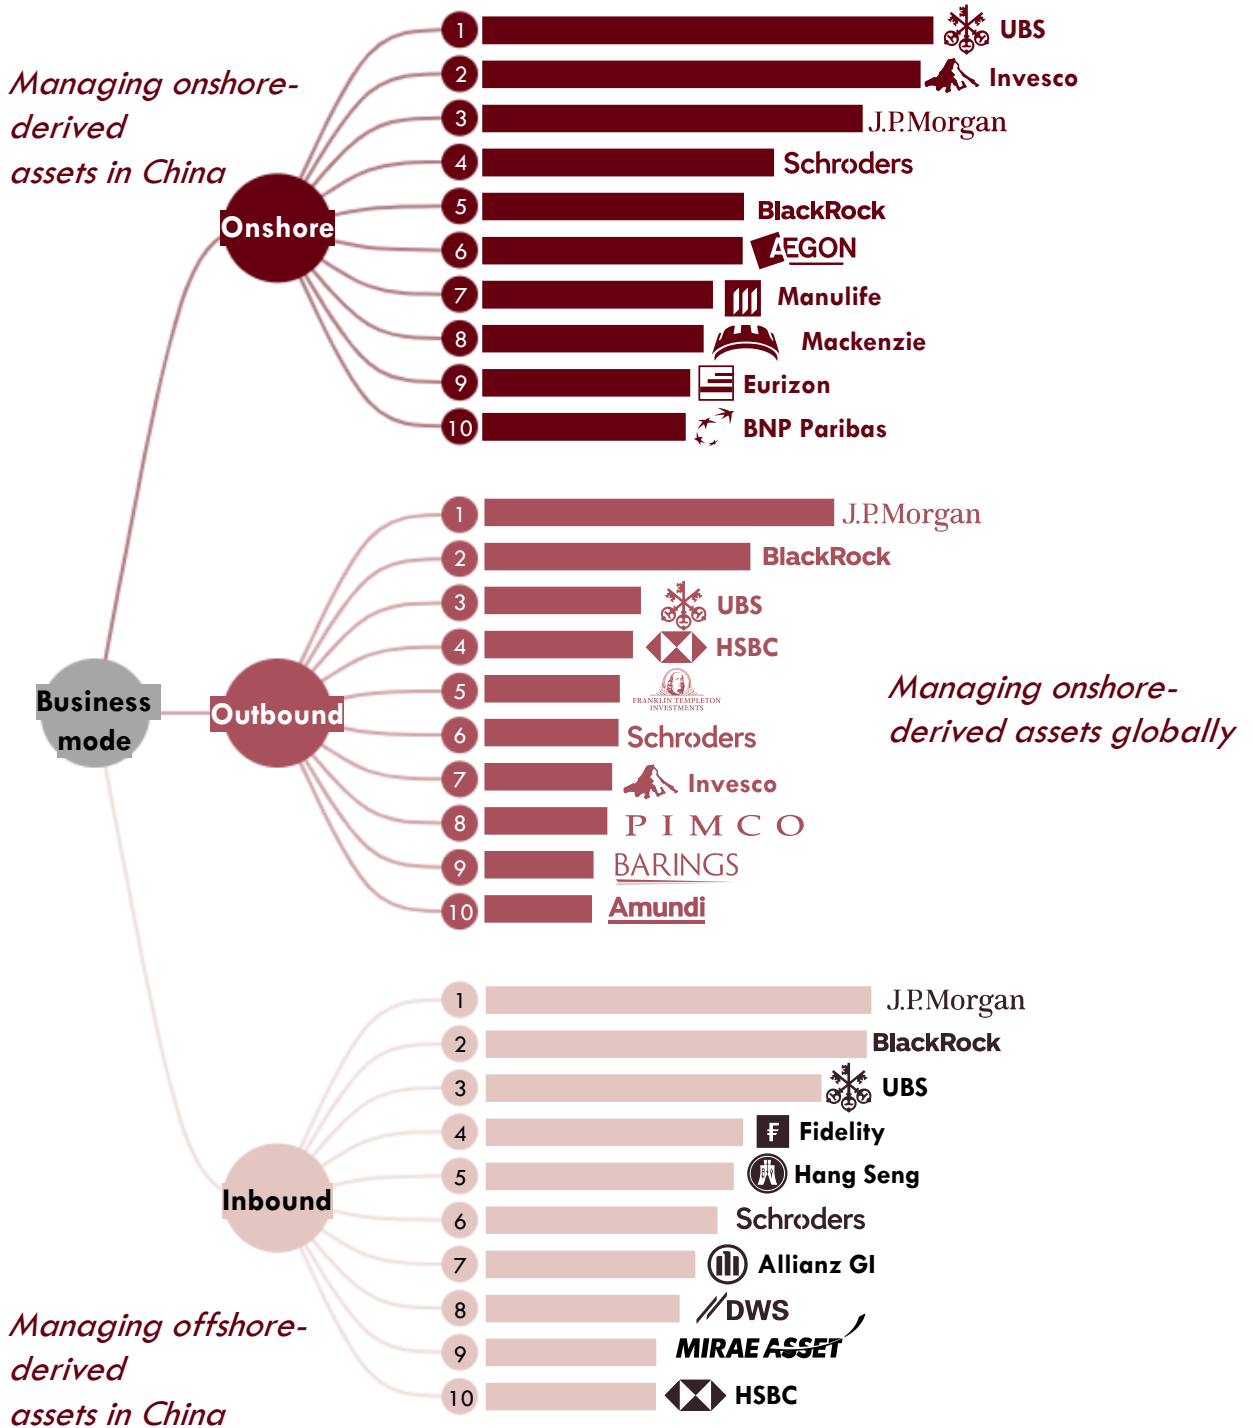 Managing onshore-
derived
assets in China
Onshore
1 UBS
2 Invesco
3 J.P.Morgan
4 Schroders
5 BlackRock
6 AEGON
7 Manulife
8 Mackenzie
9 Eurizon
10 BNP Paribas
Business
mode
Outbound
1 J.P.Morgan
2 BlackRock
3 UBS
4 HSBC
5 FRANKLIN TEMPLETON
INVESTMENTS
6 Schroders
7 Invesco
8 PIMCO
9 BARINGS
10 Amundi
Managing onshore-
derived assets globally
Inbound
1 J.P.Morgan
2 BlackRock
3 UBS
4 Fidelity
5 Hang Seng
6 Schroders
7 Allianz GI
8 DWS
9 MIRAE ASSET
10 HSBC
Managing offshore-
derived
assets in China